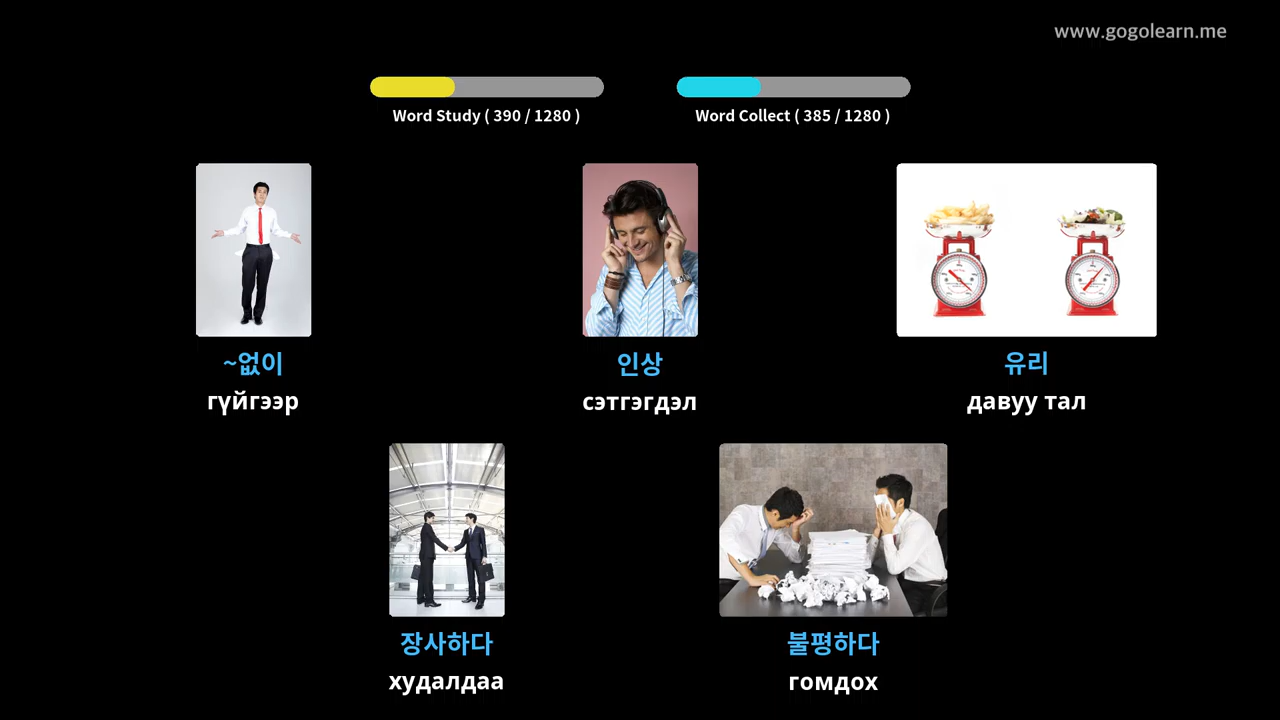 www.gogolearn.me
Word Study ( 390 / 1280 )
Word Collect ( 385 / 1280 )
~없이
гүйгээр
인상
сэтгэгдэл
유리
давуу тал
장사하다
худалдаа
불평하다
гомдох